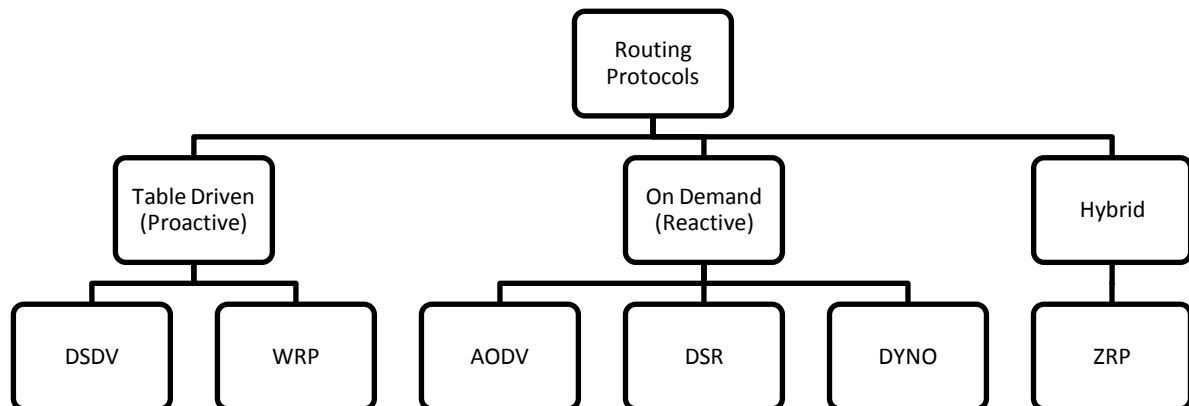 Routing
Protocols
Table Driven
(Proactive)
On Demand
(Reactive)
Hybrid
DSDV
WRP
AODV
DSR
DYNO
ZRP